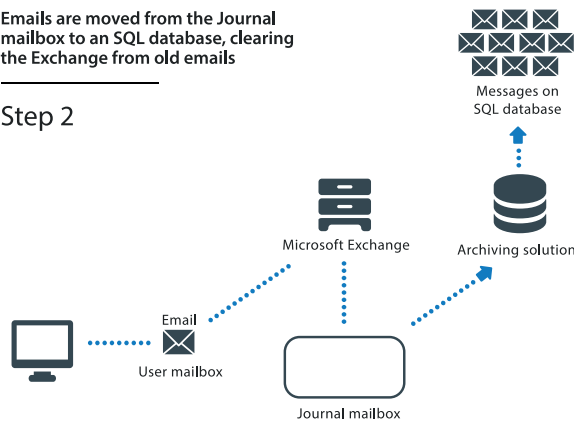 Emails are moved from the Journal
mailbox to an SQL database, clearing
the Exchange from old emails
Step 2
Messages on
SQL database
Microsoft Exchange
Archiving solution
Email
User mailbox
Journal mailbox